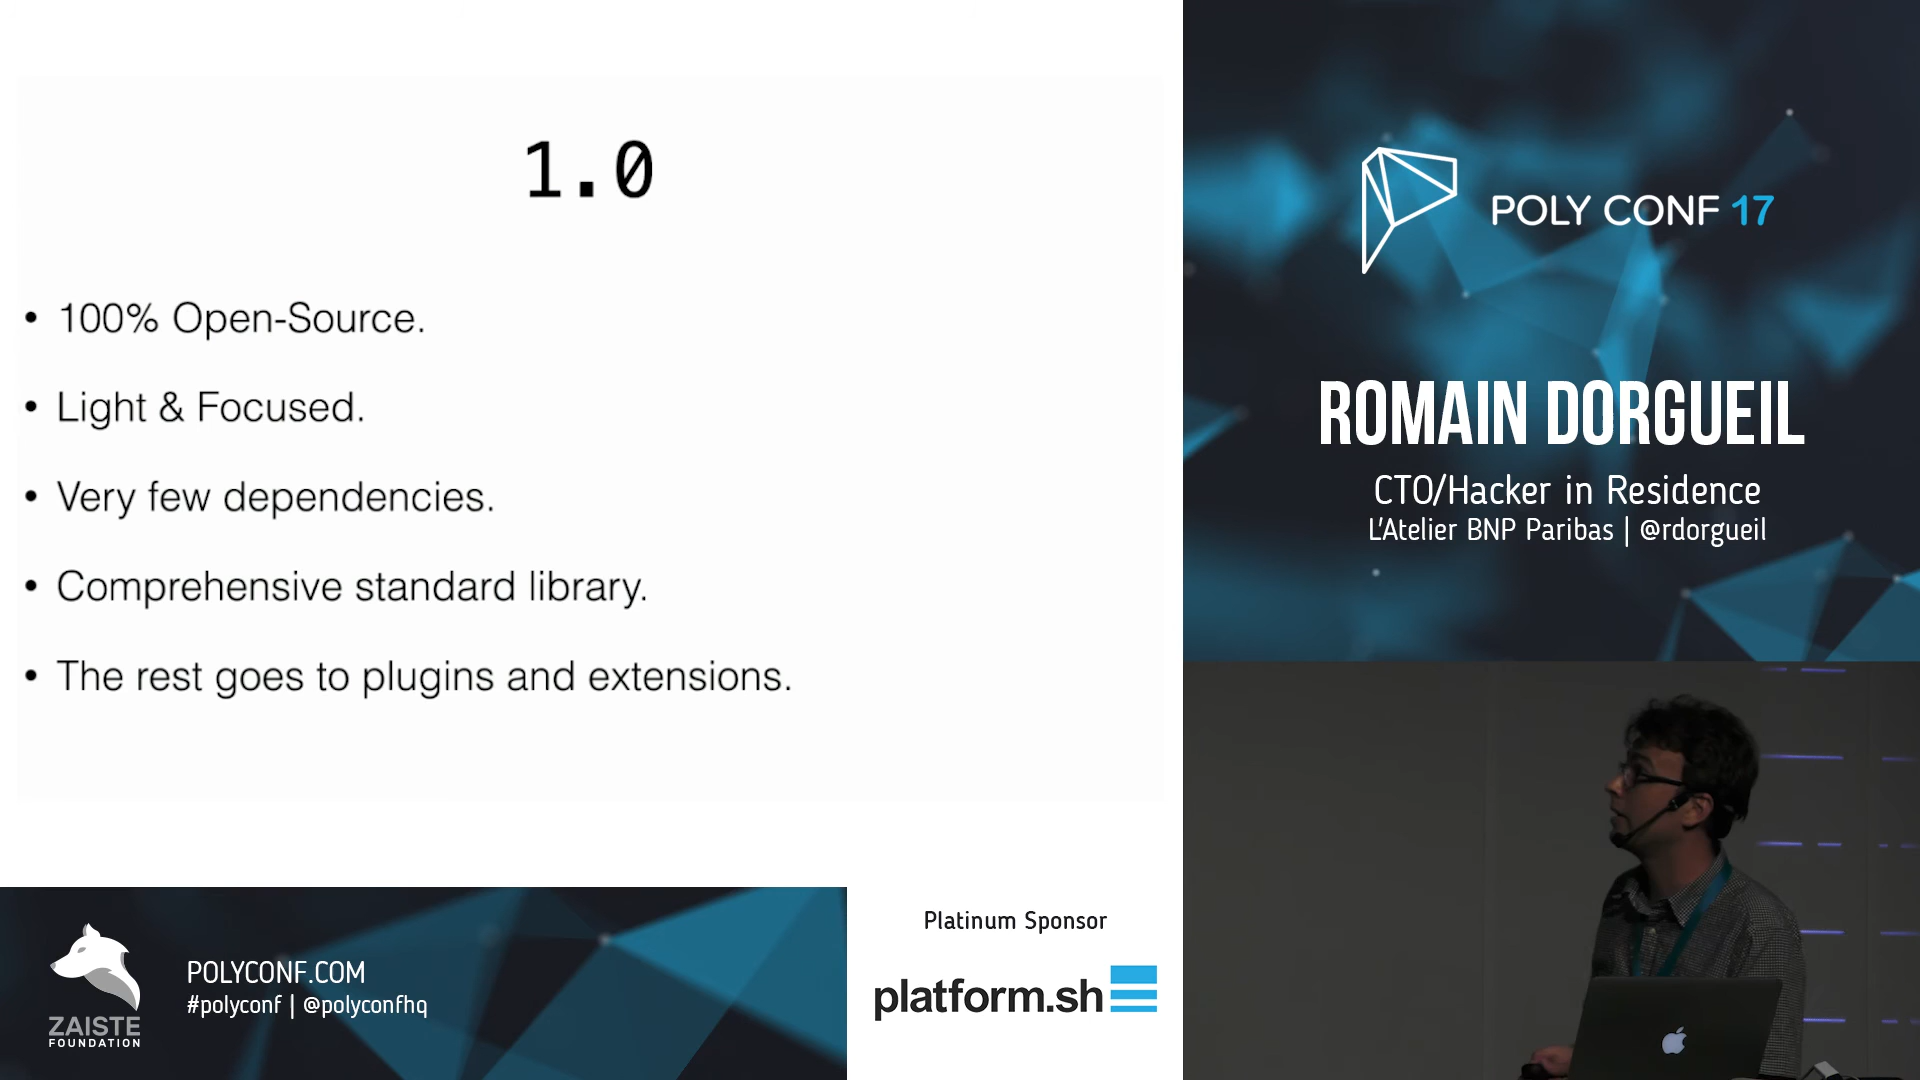 1.0
• 100% Open-Source.
• Light & Focused.
• Very few dependencies.
• Comprehensive standard library.
• The rest goes to plugins and extensions.
POLY CONF 17
ROMAIN DORGUEIL
CTO/Hacker in Residence
L'Atelier BNP Paribas | @rdorgueil
ZAISTE
FOUNDATION
POLYCONF.COM
#polyconf | @polyconfhq
Platinum Sponsor
platform.sh